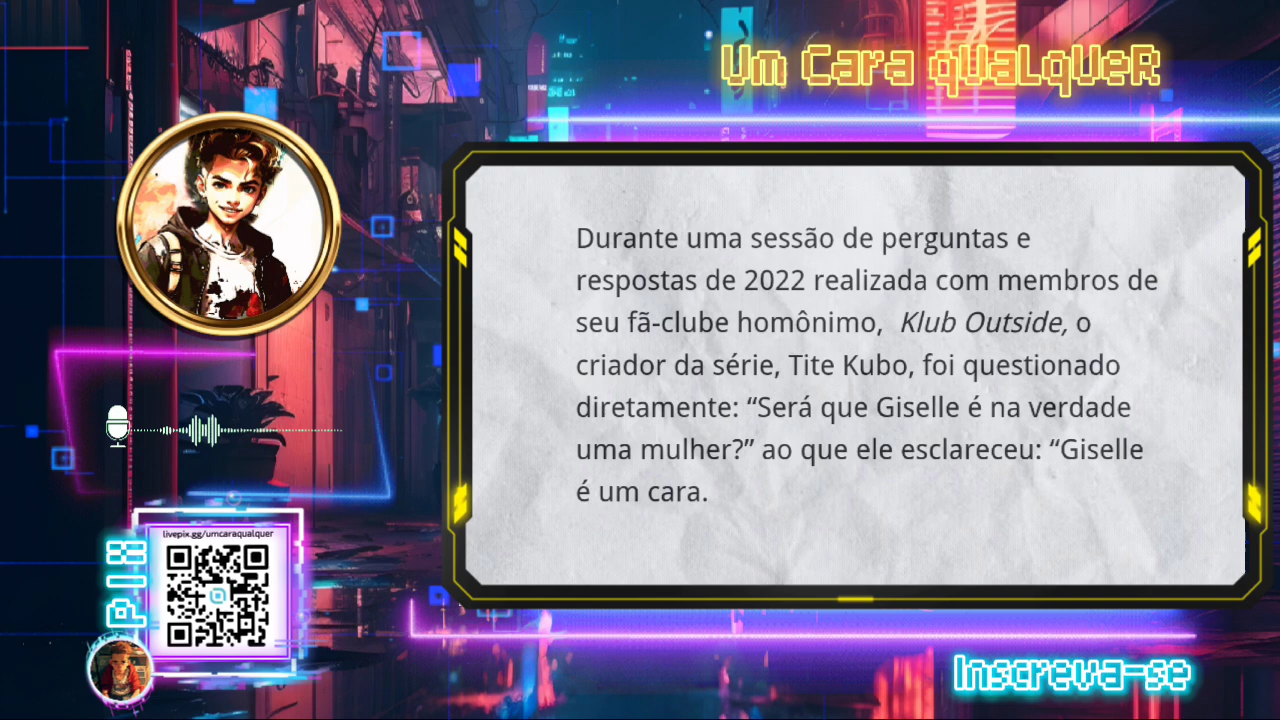 Um Cara qUaLqUeR
Durante uma sessão de perguntas e
respostas de 2022 realizada com membros de
seu fã-clube homônimo, Klub Outside, o
criador da série, Tite Kubo, foi questionado
diretamente: “Será que Giselle é na verdade
uma mulher?” ao que ele esclareceu: “Giselle
é um cara.
livepix.gg/umcaraqualquer
PIX
Inscreva-se